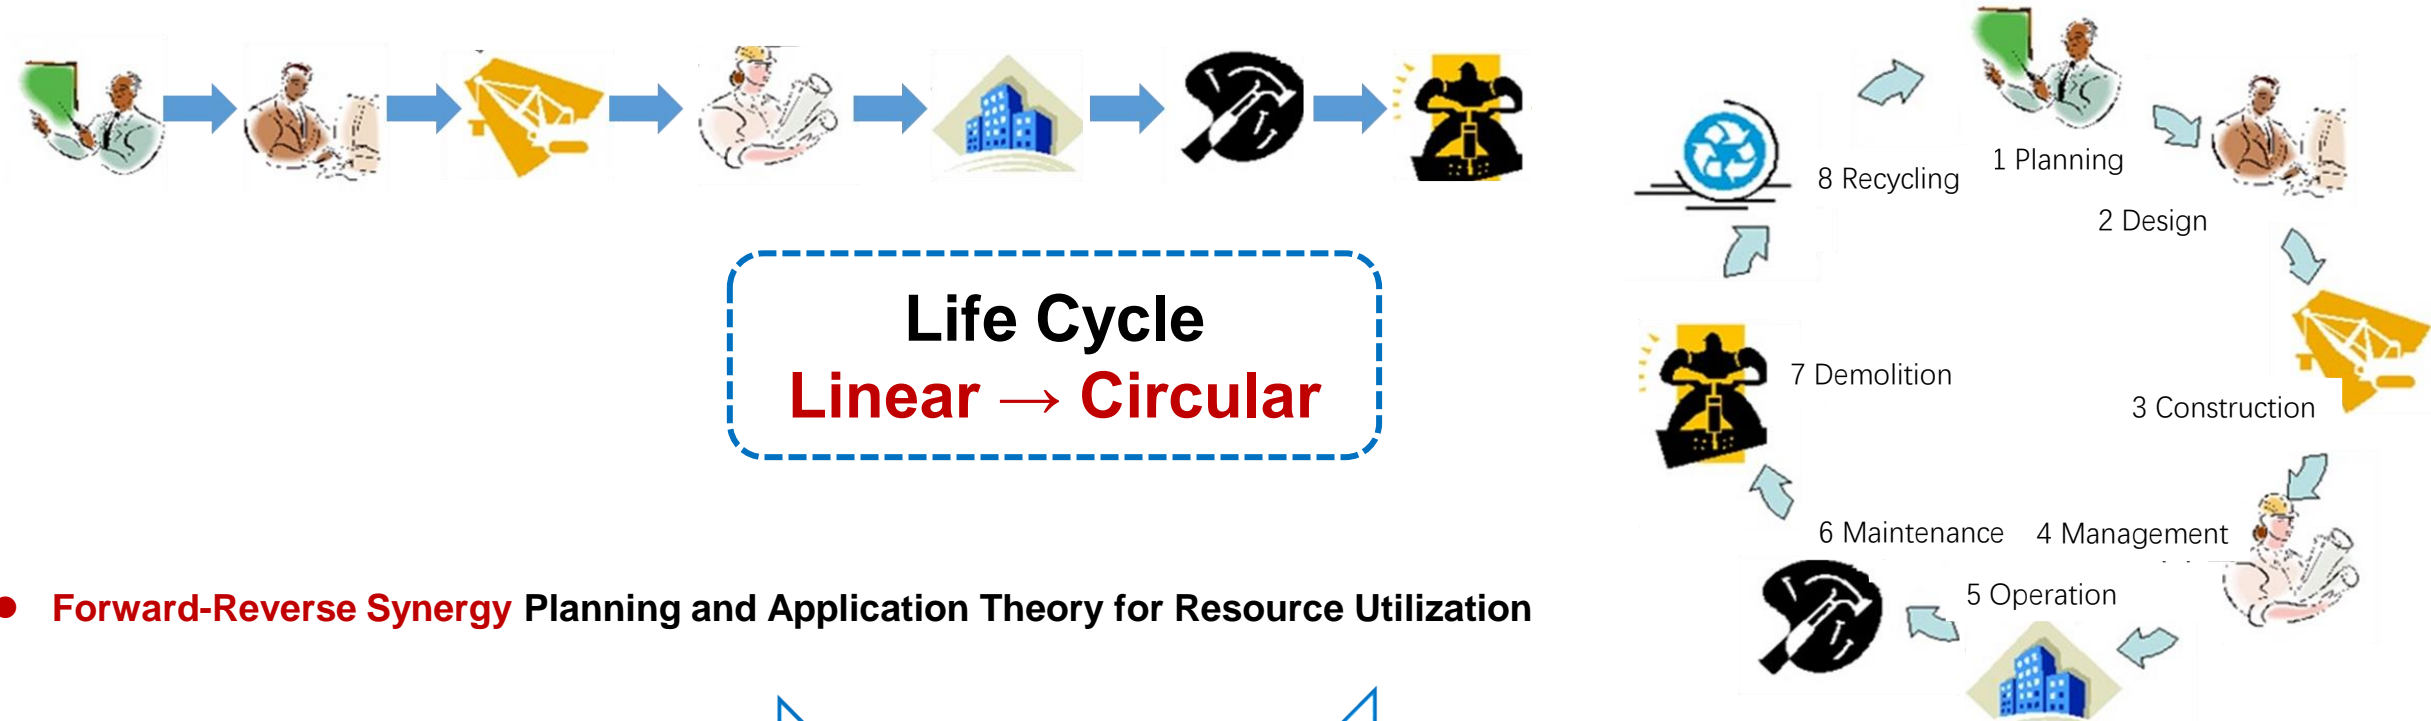 Life Cycle
Linear → Circular
● Forward-Reverse Synergy Planning and Application Theory for Resource Utilization
1 Planning
2 Design
3 Construction
4 Management
5 Operation
6 Maintenance
7 Demolition
8 Recycling